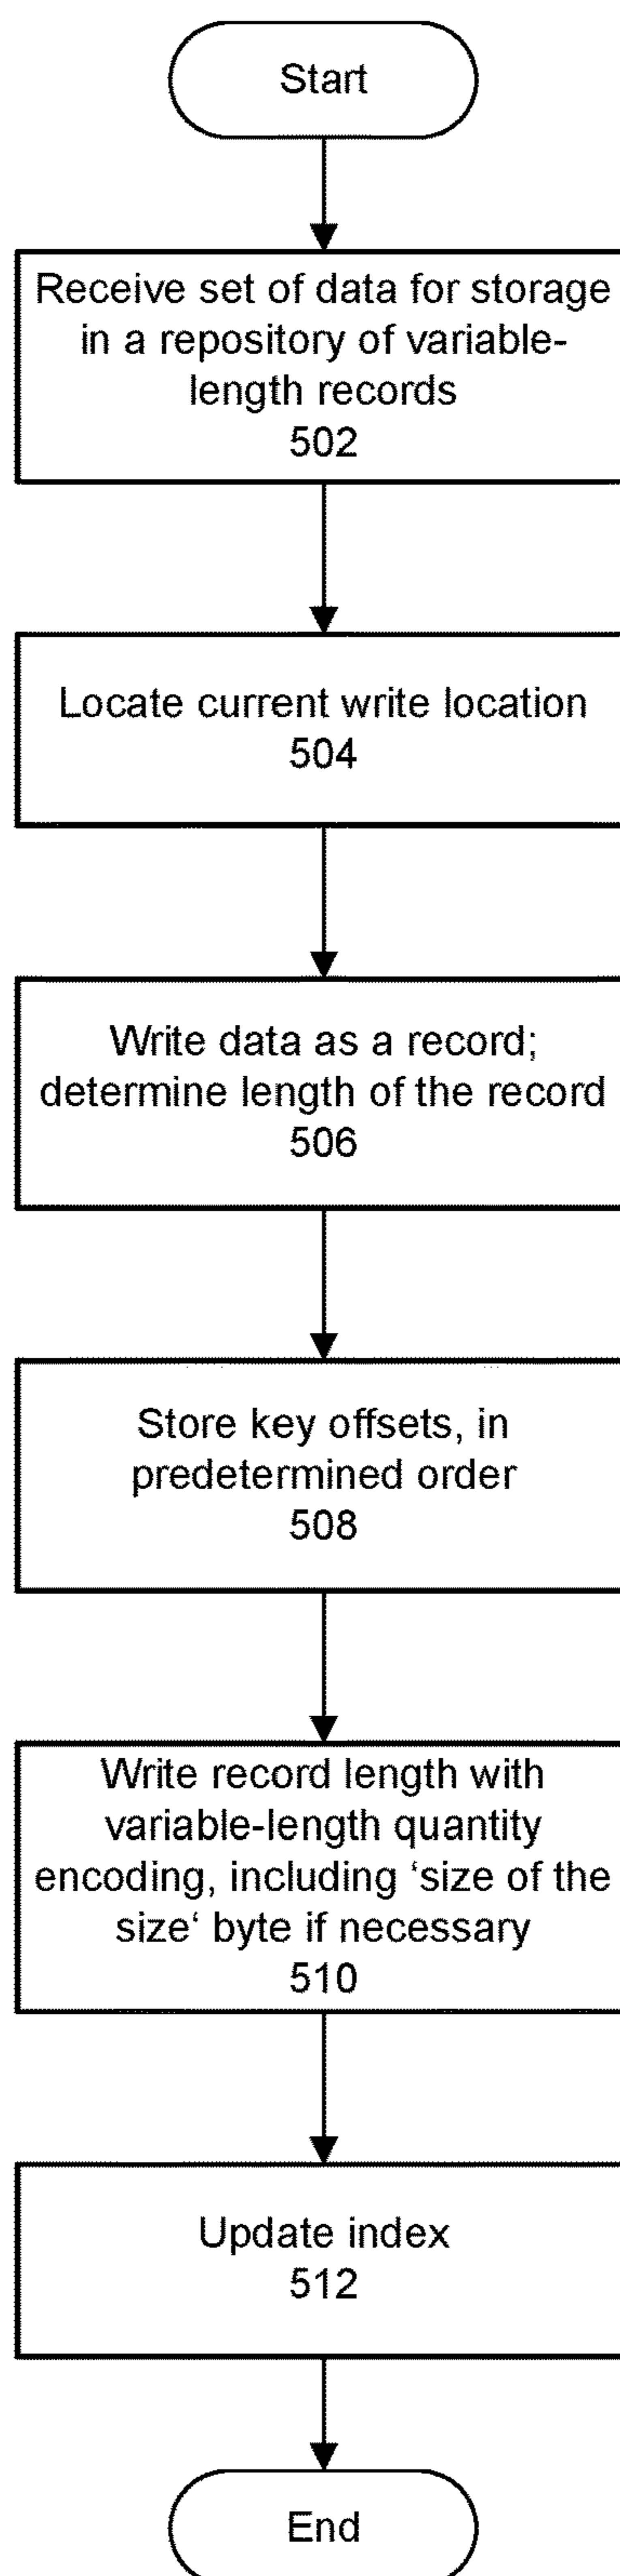 Start
Receive set of data for storage
in a repository of variable-
length records
502
Locate current write location
504
Write data as a record;
determine length of the record
506
Store key offsets, in
predetermined order
508
Write record length with
variable-length quantity
encoding, including ‘size of the
size‘ byte if necessary
510
Update index
512
End